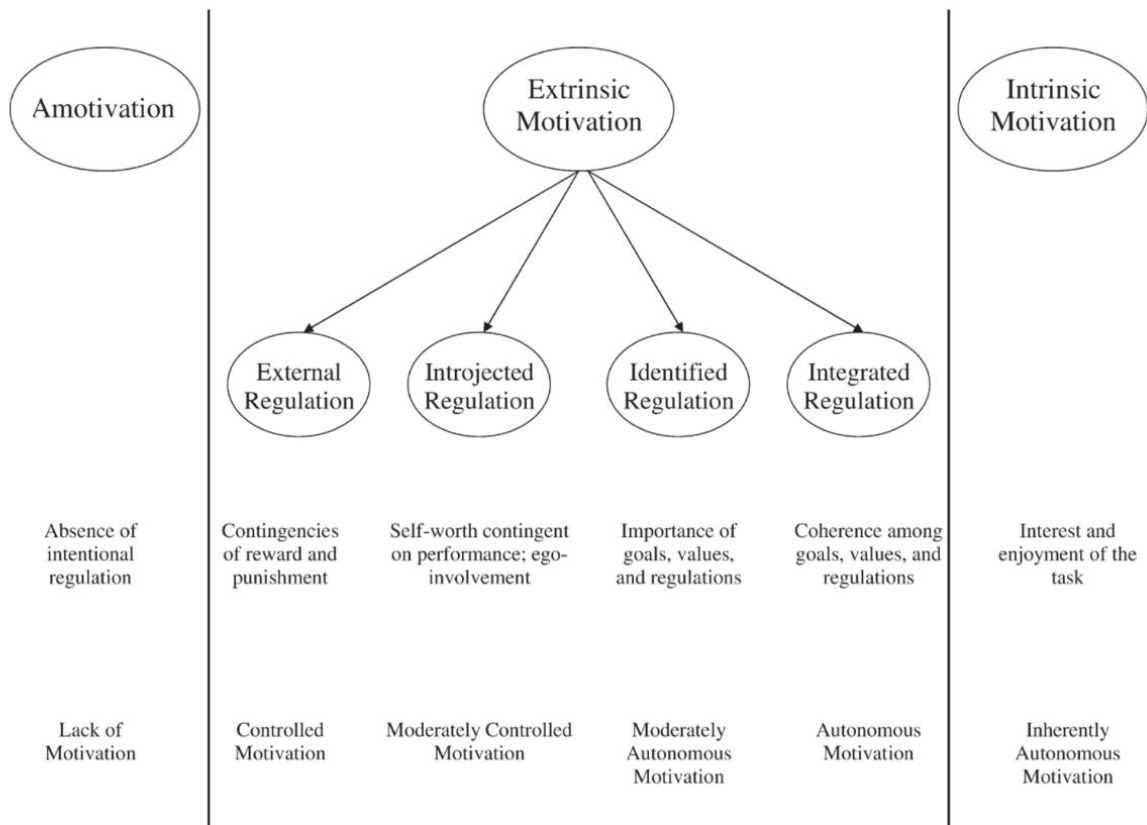 Amotivation
Extrinsic
Motivation
Intrinsic
Motivation
External
Regulation
Introjected
Regulation
Identified
Regulation
Integrated
Regulation
Absence of
intentional
regulation
Contingencies
of reward and
punishment
Self-worth contingent
on performance; ego-
involvement
Importance of
goals, values,
and regulations
Coherence among
goals, values, and
regulations
Interest and
enjoyment of the
task
Lack of
Motivation
Controlled
Motivation
Moderately Controlled
Motivation
Moderately
Autonomous
Motivation
Autonomous
Motivation
Inherently
Autonomous
Motivation